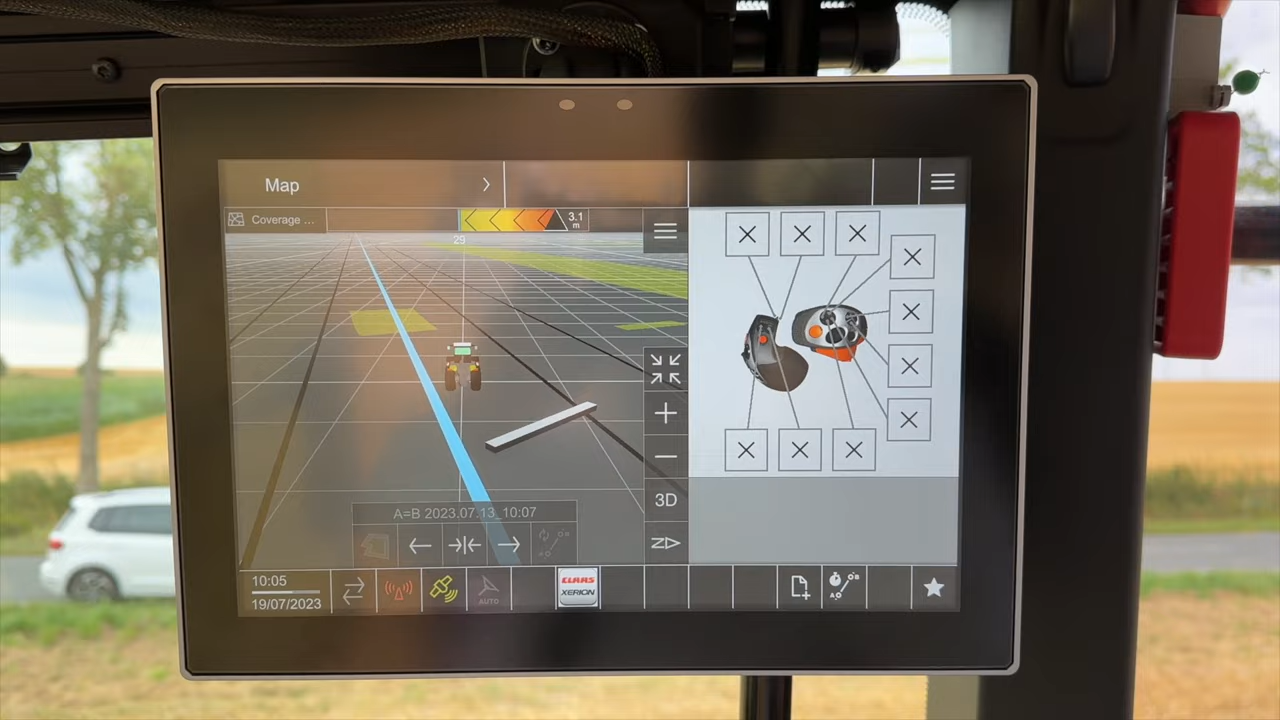 Map
Coverage ...
3.1
m
29
3D
A=B 2023.07.13_10:07
10:05
19/07/2023
AUTO
CLAAS
XERION